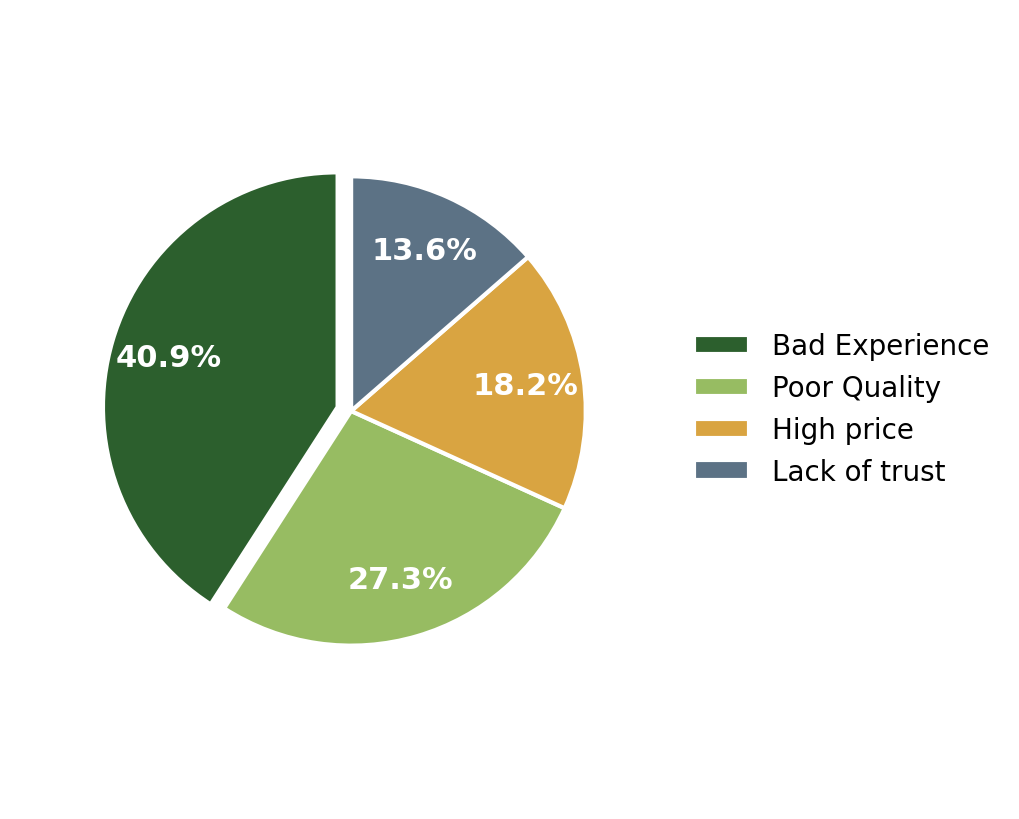 13.6%
40.9%
18.2%
27.3%
Bad Experience
Poor Quality
High price
Lack of trust